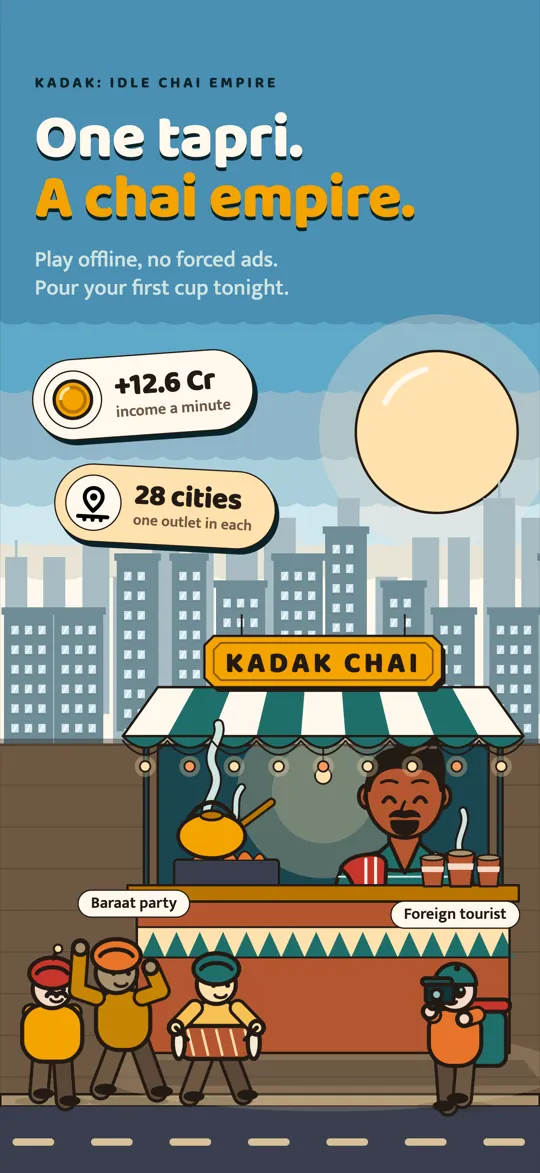 KADAK: IDLE CHAI EMPIRE
One tapri.
A chai empire.
Play offline, no forced ads.
Pour your first cup tonight.
+12.6 Cr
income a minute
28 cities
one outlet in each
KADAK CHAI
Baraat party
Foreign tourist